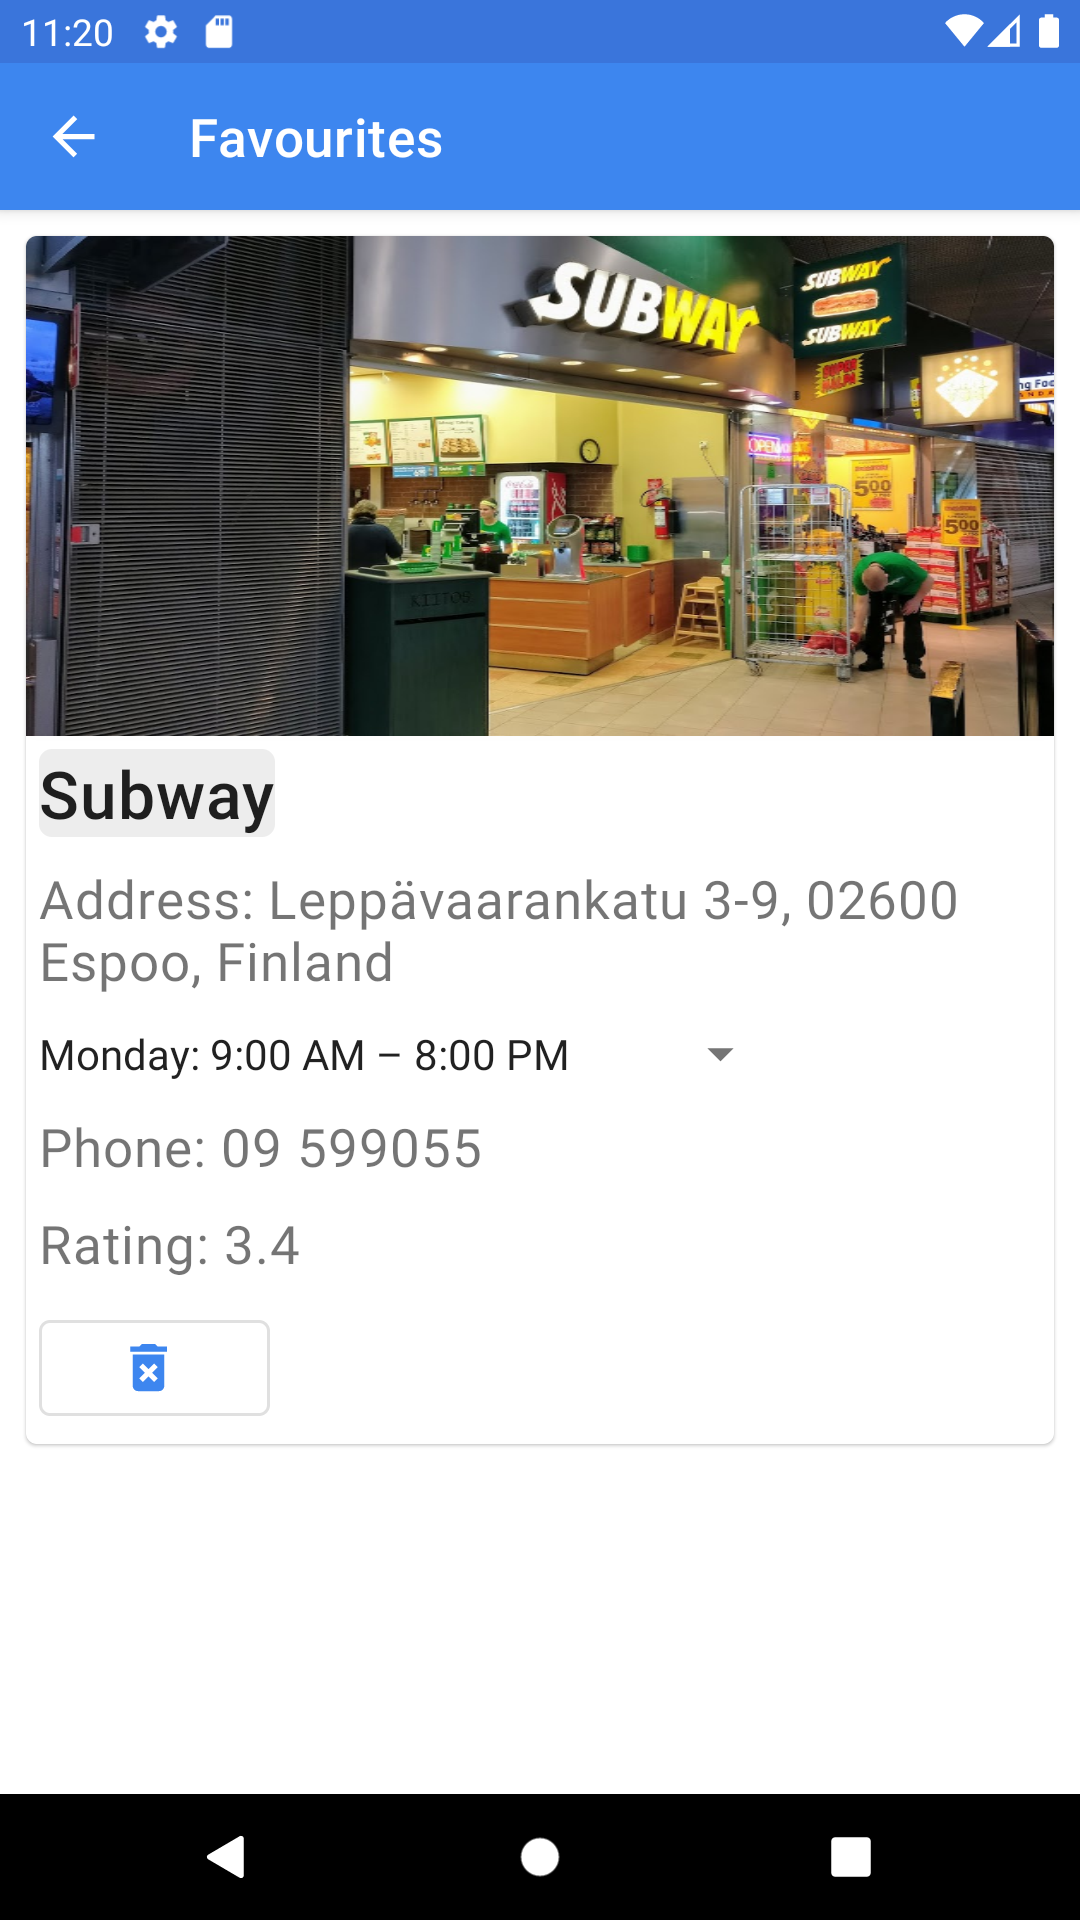 11:20
Favourites
SUBWAY
SUBWAY
SUBWAY
OPEN
500
500
KIITOS
Subway
Address: Leppävaarankatu 3-9, 02600
Espoo, Finland
Monday: 9:00 AM – 8:00 PM
Phone: 09 599055
Rating: 3.4